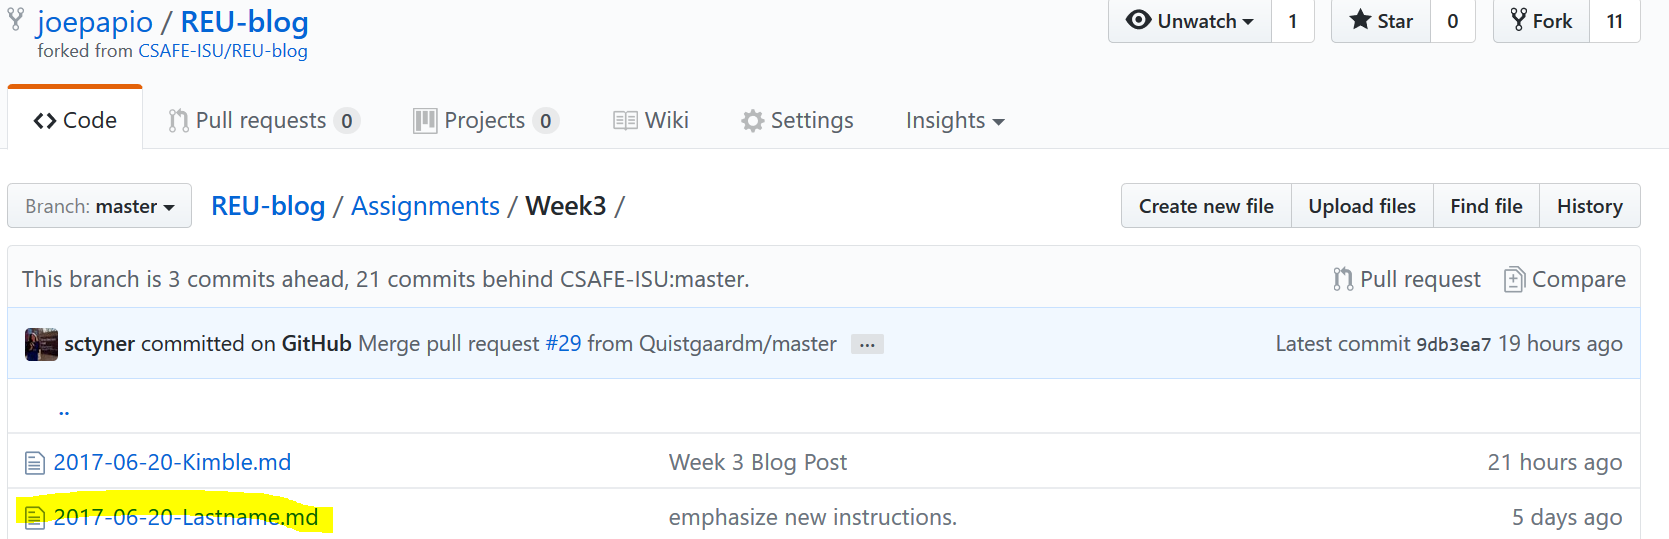 joepapio / REU-blog Unwatch 1 Star 0 Fork 11
forked from CSAFE-ISU/REU-blog
Code Pull requests 0 Projects 0 Wiki Settings Insights
Branch: master REU-blog / Assignments / Week3 / Create new file Upload files Find file History
This branch is 3 commits ahead, 21 commits behind CSAFE-ISU:master. Pull request Compare
sctyner committed on GitHub Merge pull request #29 from Quistgaardm/master ... Latest commit 9db3ea7 19 hours ago
..
2017-06-20-Kimble.md Week 3 Blog Post 21 hours ago
2017-06-20-Lastname.md emphasize new instructions. 5 days ago